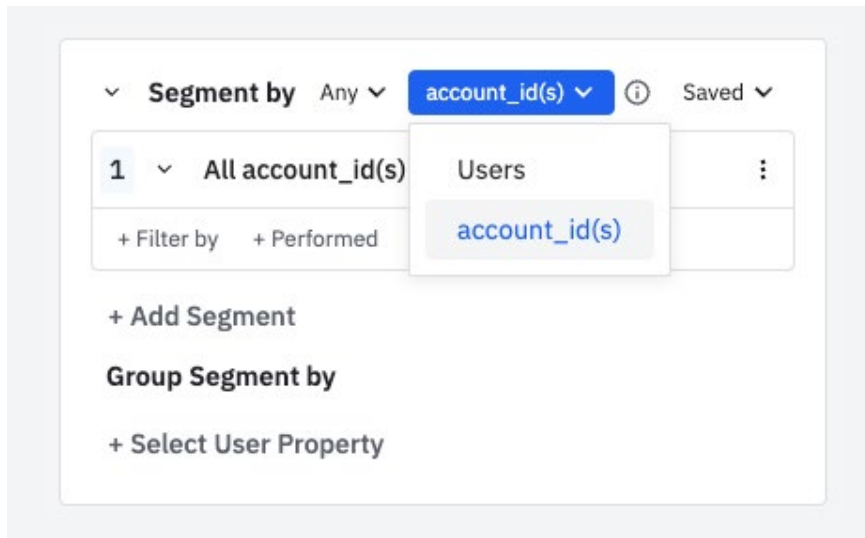 Segment by Any account_id(s) Saved
1 All account_id(s)
Users
+ Filter by + Performed
account_id(s)
+ Add Segment
Group Segment by
+ Select User Property